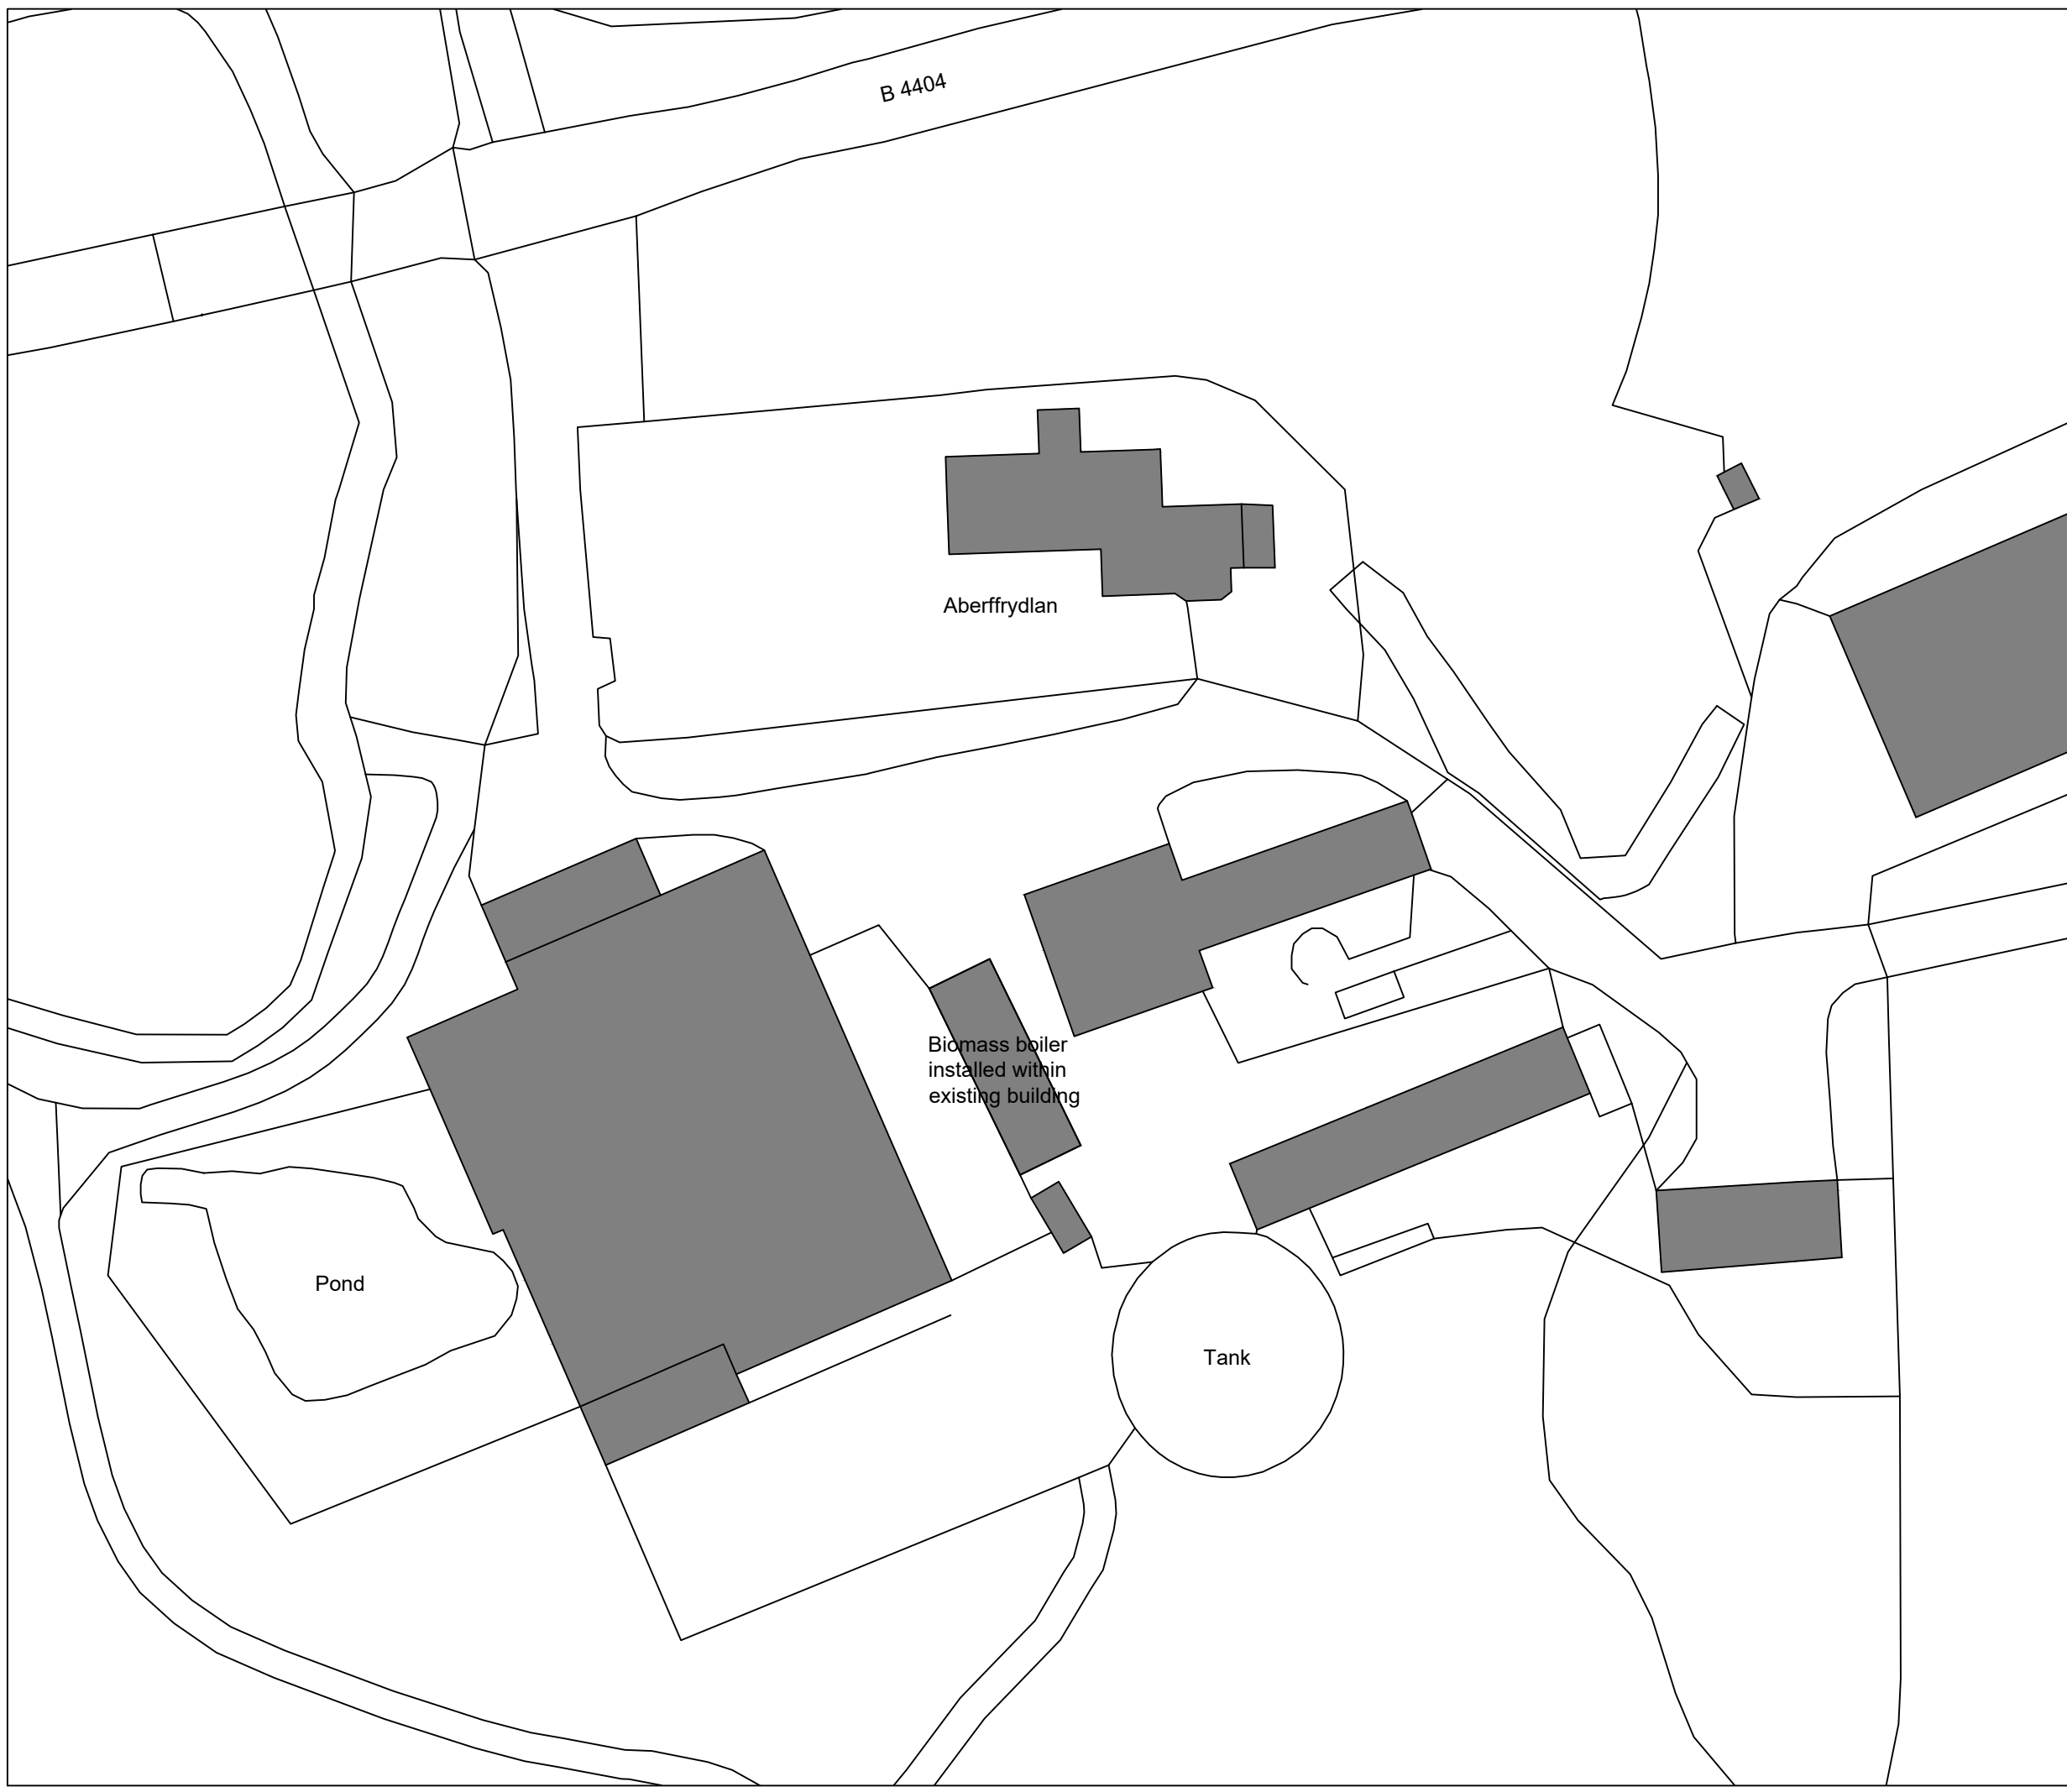 B 4404
Aberffrydlan
Biomass boiler
installed within
existing building
Pond
Tank